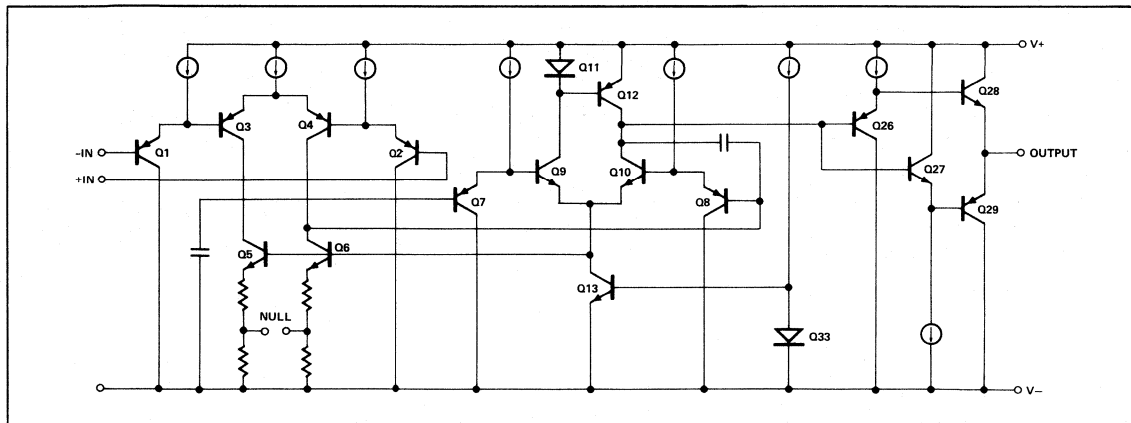 V+
Q11
Q12
Q28
Q3
Q4
Q26
-IN
Q1
Q2
OUTPUT
+IN
Q9
Q10
Q27
Q7
Q8
Q29
Q5
Q6
Q13
NULL
Q33
V-